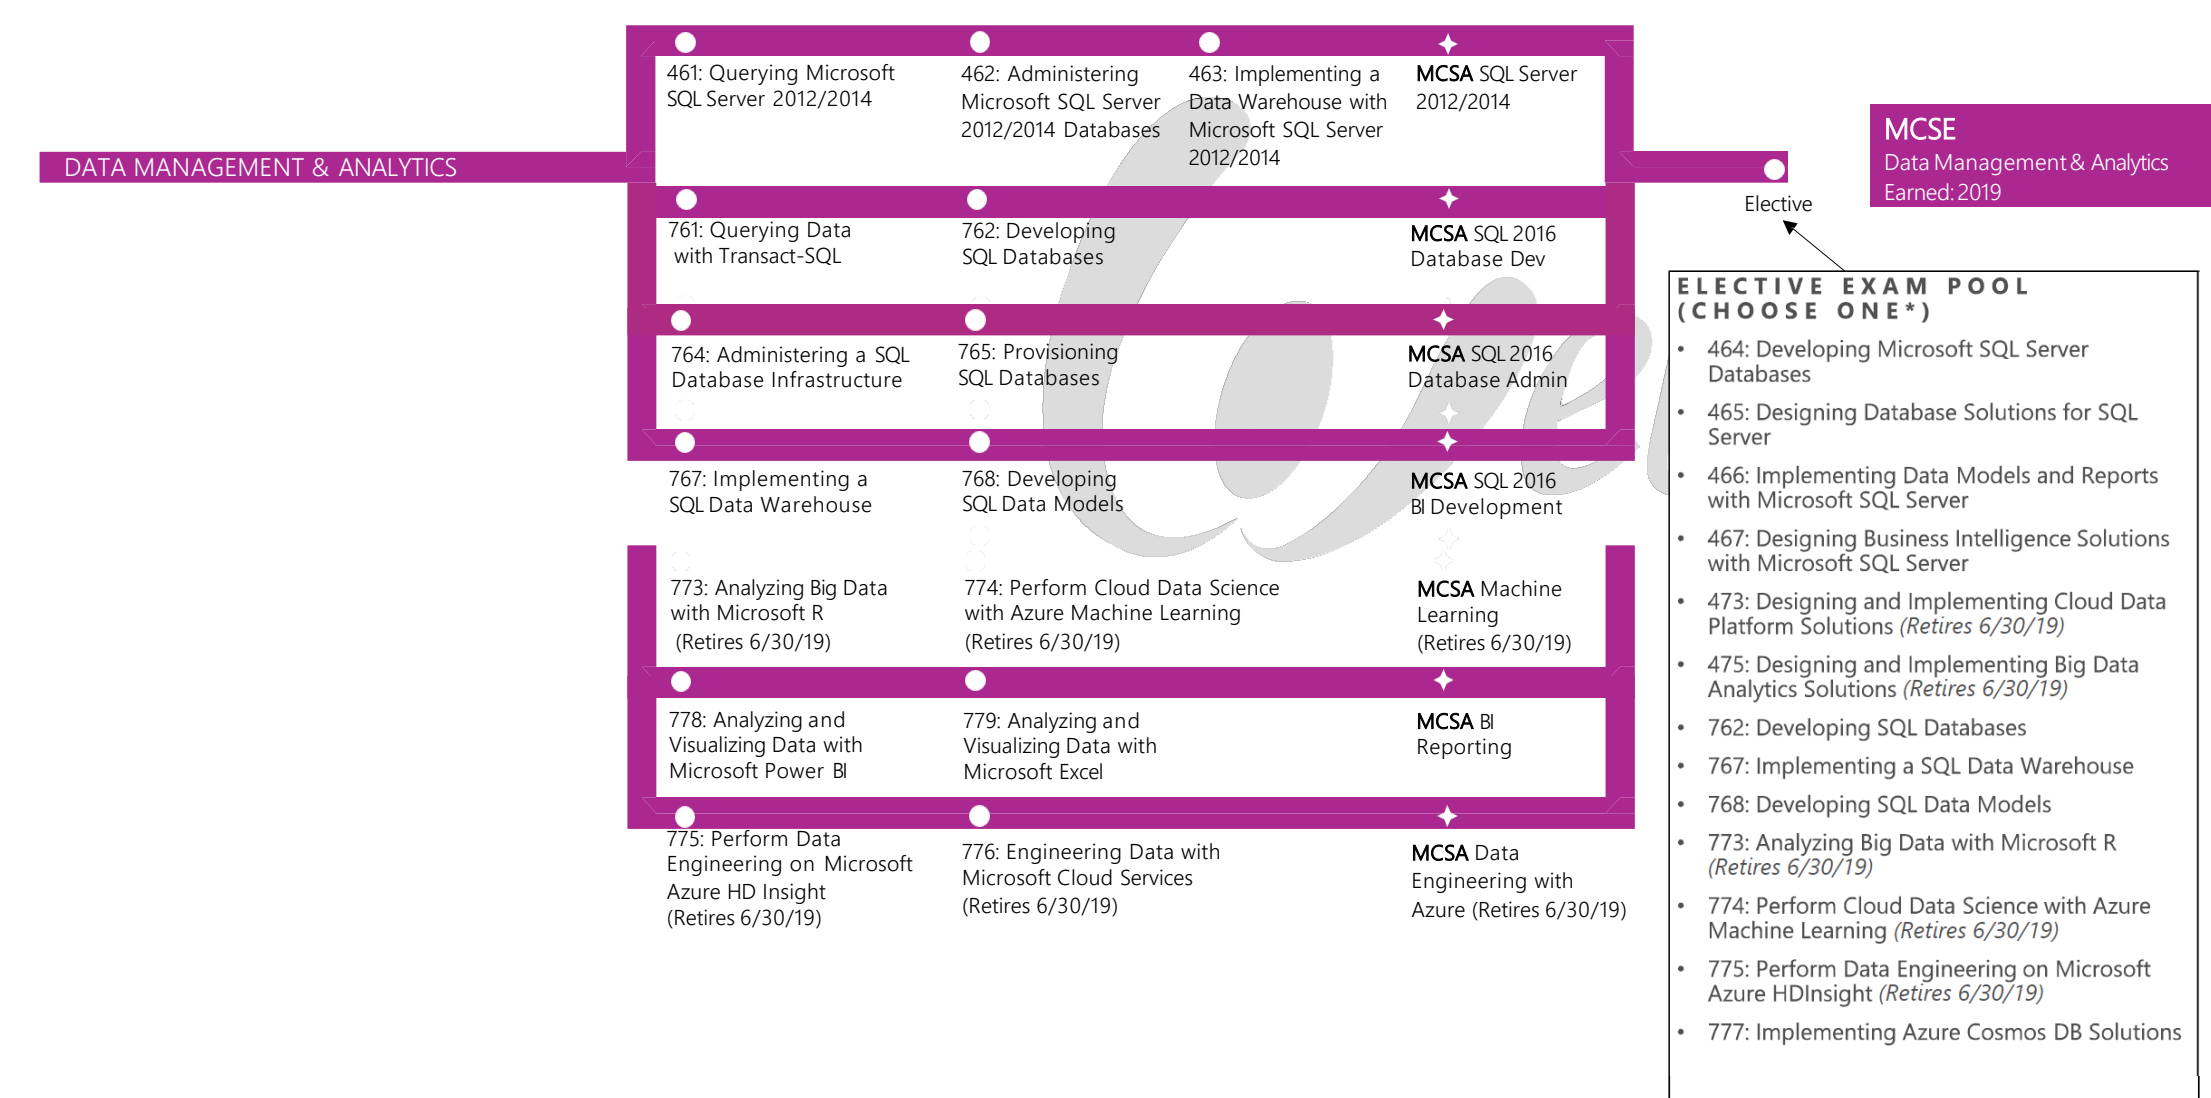 DATA MANAGEMENT & ANALYTICS
461: Querying Microsoft
SQL Server 2012/2014
462: Administering
Microsoft SQL Server
2012/2014 Databases
463: Implementing a
Data Warehouse with
Microsoft SQL Server
2012/2014
MCSA SQL Server
2012/2014
761: Querying Data
with Transact-SQL
762: Developing
SQL Databases
MCSA SQL 2016
Database Dev
764: Administering a SQL
Database Infrastructure
765: Provisioning
SQL Databases
MCSA SQL 2016
Database Admin
767: Implementing a
SQL Data Warehouse
768: Developing
SQL Data Models
MCSA SQL 2016
BI Development
773: Analyzing Big Data
with Microsoft R
(Retires 6/30/19)
774: Perform Cloud Data Science
with Azure Machine Learning
(Retires 6/30/19)
MCSA Machine
Learning
(Retires 6/30/19)
778: Analyzing and
Visualizing Data with
Microsoft Power BI
779: Analyzing and
Visualizing Data with
Microsoft Excel
MCSA BI
Reporting
775: Perform Data
Engineering on Microsoft
Azure HD Insight
(Retires 6/30/19)
776: Engineering Data with
Microsoft Cloud Services
(Retires 6/30/19)
MCSA Data
Engineering with
Azure (Retires 6/30/19)
MCSE
Data Management & Analytics
Earned: 2019
Elective
ELECTIVE EXAM POOL
(CHOOSE ONE*)
• 464: Developing Microsoft SQL Server
Databases
• 465: Designing Database Solutions for SQL
Server
• 466: Implementing Data Models and Reports
with Microsoft SQL Server
• 467: Designing Business Intelligence Solutions
with Microsoft SQL Server
• 473: Designing and Implementing Cloud Data
Platform Solutions (Retires 6/30/19)
• 475: Designing and Implementing Big Data
Analytics Solutions (Retires 6/30/19)
• 762: Developing SQL Databases
• 767: Implementing a SQL Data Warehouse
• 768: Developing SQL Data Models
• 773: Analyzing Big Data with Microsoft R
(Retires 6/30/19)
• 774: Perform Cloud Data Science with Azure
Machine Learning (Retires 6/30/19)
• 775: Perform Data Engineering on Microsoft
Azure HDInsight (Retires 6/30/19)
• 777: Implementing Azure Cosmos DB Solutions